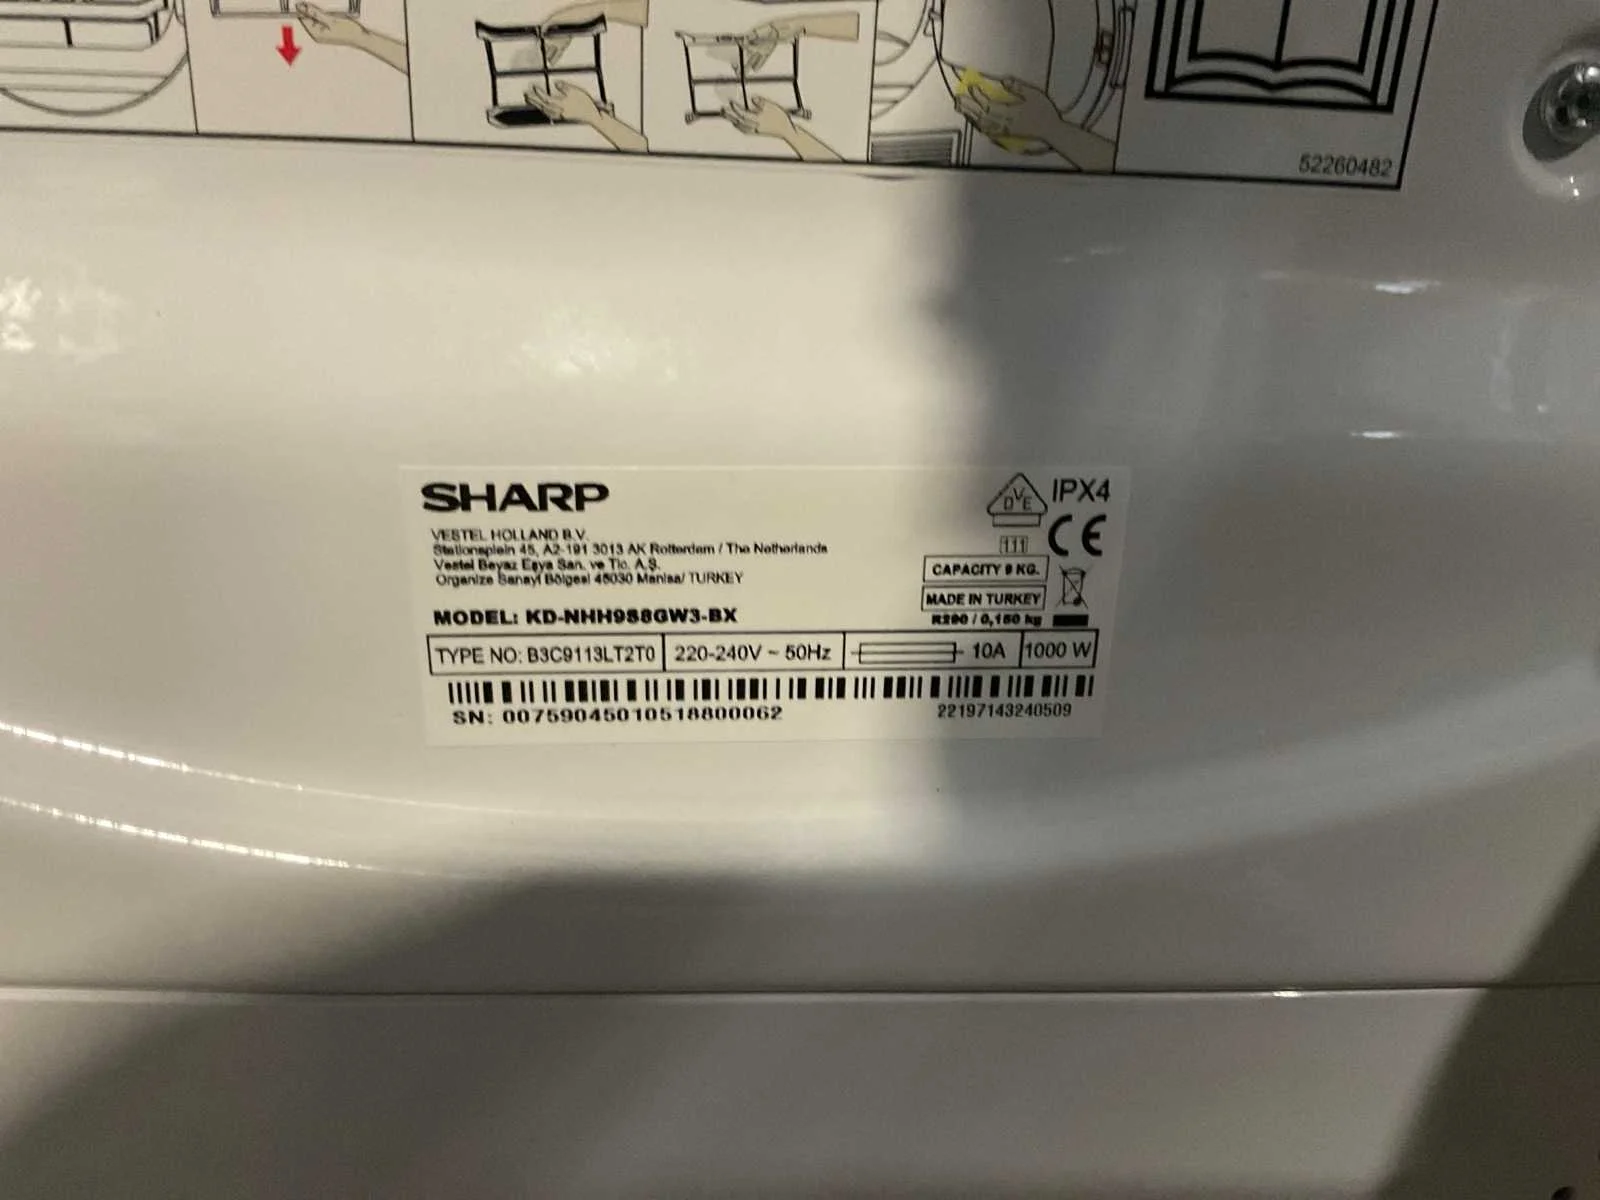 52260482
SHARP
DVE
IPX4
VESTEL HOLLAND B.V.
Stationsplein 45, A2-191 3013 AK Rotterdam / The Netherlands
Vestel Beyaz Eşya San. ve Tic. A.Ş.
Organize Sanayi Bölgesi 45030 Manisa/ TURKEY
111
CE
CAPACITY 9 KG.
MADE IN TURKEY
R290 / 0,150 kg
MODEL: KD-NHH9S8GW3-BX
TYPE NO: B3C9113LT2T0 220-240V ~ 50Hz 10A 1000 W
SN: 00759045010518800062 22197143240509